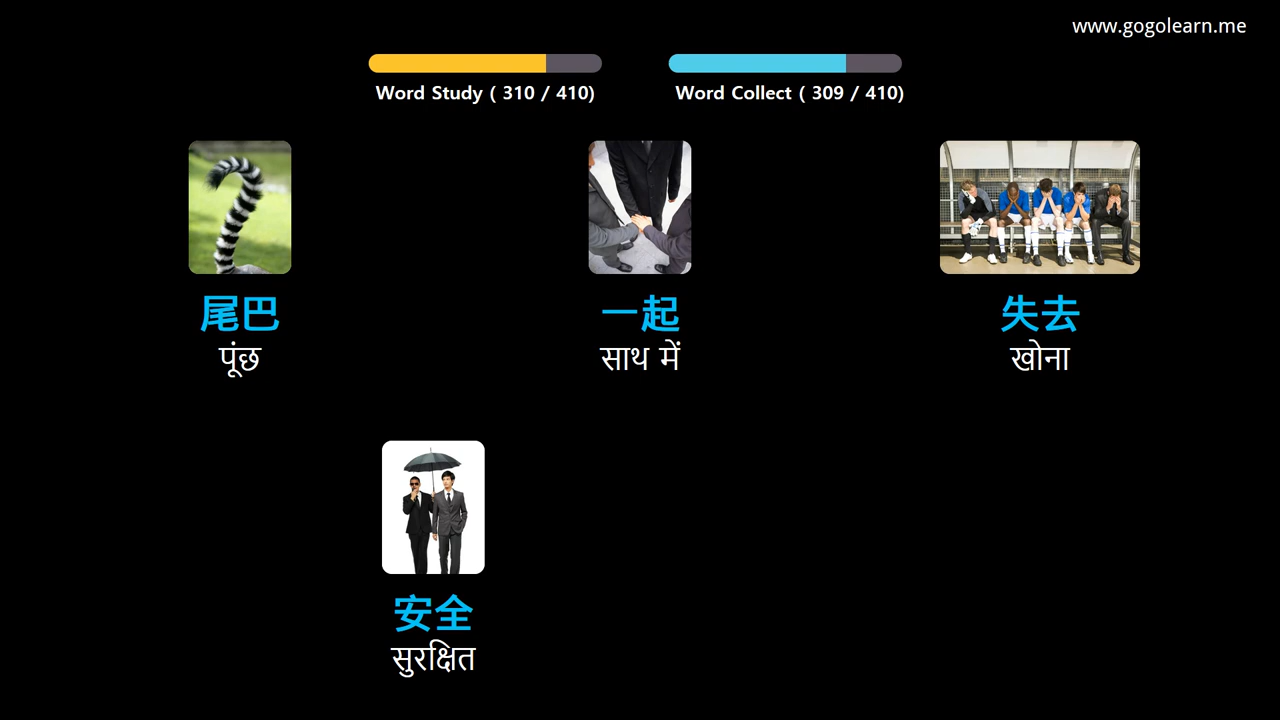 www.gogolearn.me
Word Study ( 310 / 410)
Word Collect ( 309 / 410)
尾巴
पूंछ
一起
साथ में
失去
खोना
安全
सुरक्षित